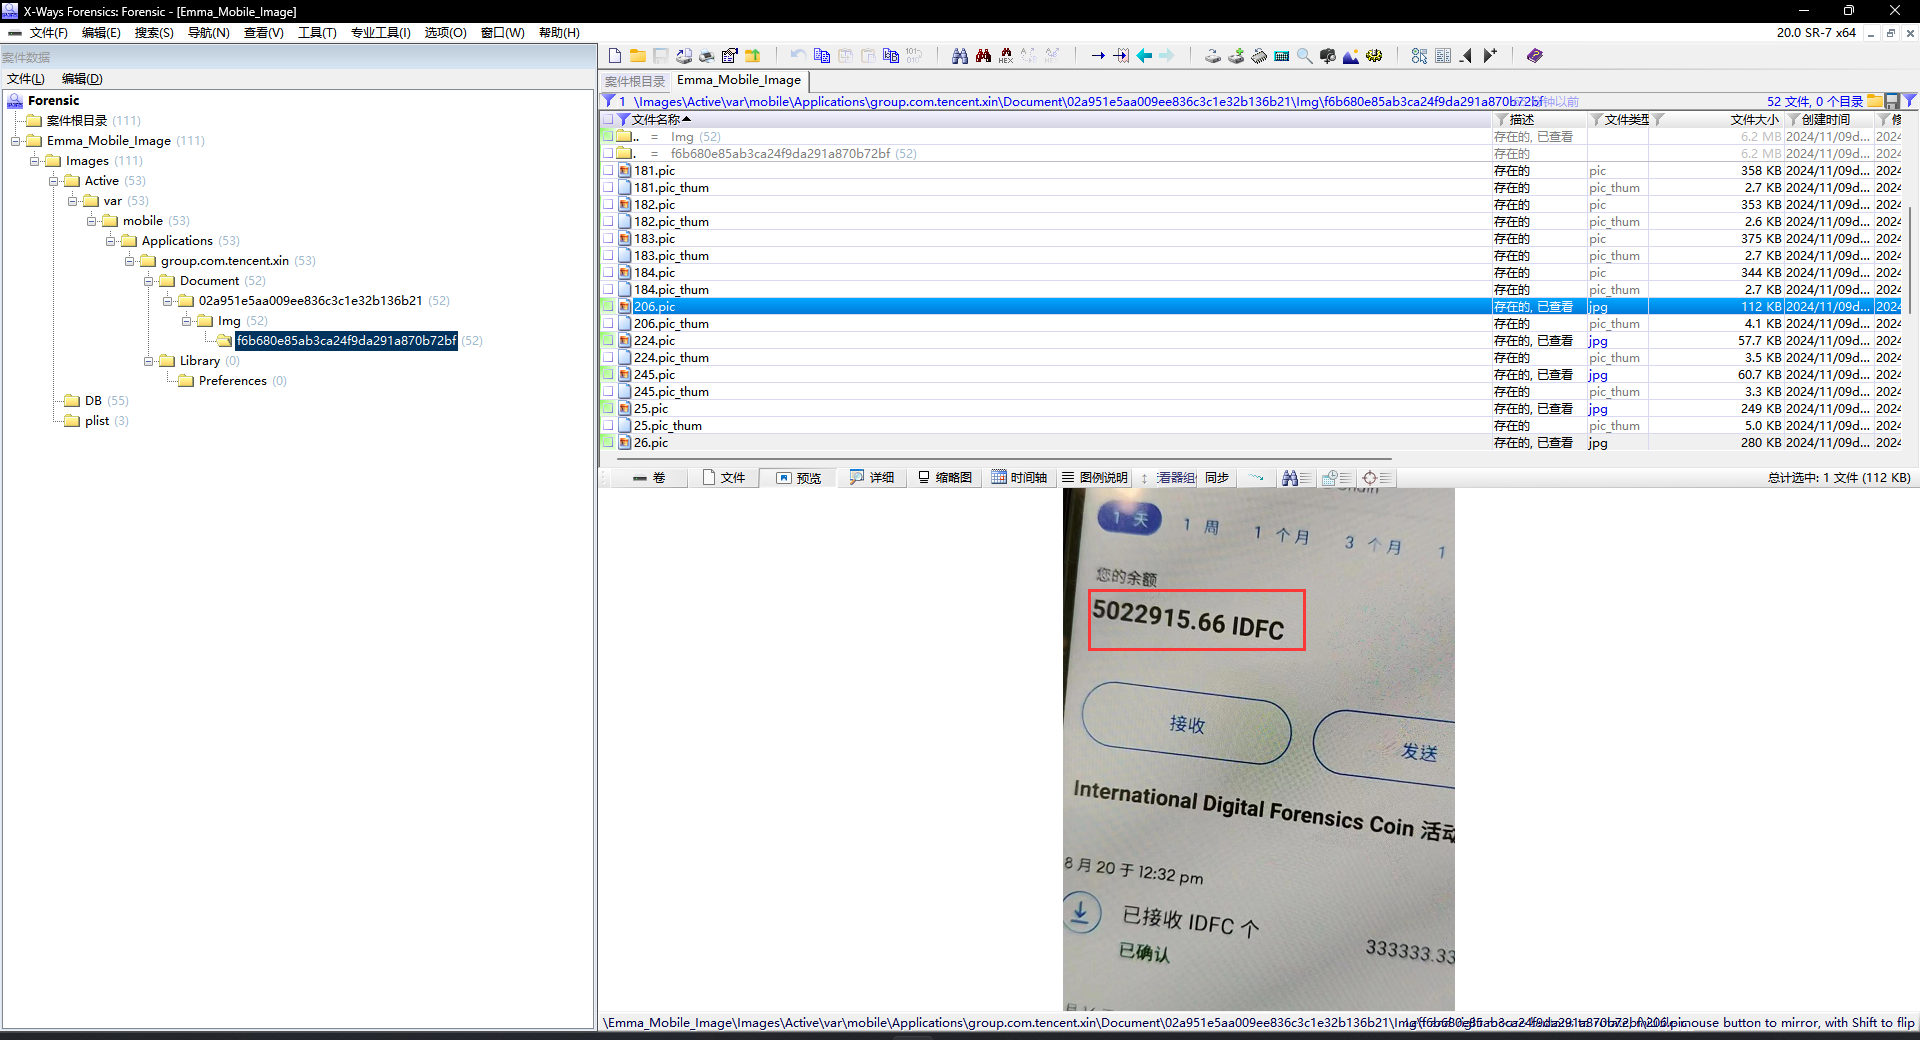 X-Ways Forensics: Forensic - [Emma_Mobile_Image]
文件(F) 编辑(E) 搜索(S) 导航(N) 查看(V) 工具(T) 专业工具(I) 选项(O) 窗口(W) 帮助(H) 20.0 SR-7 x64
案件数据
文件(L) 编辑(D)
Forensic
案件根目录 (111)
Emma_Mobile_Image (111)
Images (111)
Active (53)
var (53)
mobile (53)
Applications (53)
group.com.tencent.xin (53)
Document (52)
02a951e5aa009ee836c3c1e32b136b21 (52)
Img (52)
f6b680e85ab3ca24f9da291a870b72bf (52)
Library (0)
Preferences (0)
DB (55)
plist (3)
案件根目录 Emma_Mobile_Image
1 \Images\Active\var\mobile\Applications\group.com.tencent.xin\Document\02a951e5aa009ee836c3c1e32b136b21\Img\f6b680e85ab3ca24f9da291a870b72bf 52 文件, 0 个目录
文件名称 描述 文件类型 文件大小 创建时间 修
.. = Img (52) 存在的, 已查看 6.2 MB 2024/11/09d... 2024
. = f6b680e85ab3ca24f9da291a870b72bf (52) 存在的 6.2 MB 2024/11/09d... 2024
181.pic 存在的 pic 358 KB 2024/11/09d... 2024
181.pic_thum 存在的 pic_thum 2.7 KB 2024/11/09d... 2024
182.pic 存在的 pic 353 KB 2024/11/09d... 2024
182.pic_thum 存在的 pic_thum 2.6 KB 2024/11/09d... 2024
183.pic 存在的 pic 375 KB 2024/11/09d... 2024
183.pic_thum 存在的 pic_thum 2.7 KB 2024/11/09d... 2024
184.pic 存在的 pic 344 KB 2024/11/09d... 2024
184.pic_thum 存在的 pic_thum 2.7 KB 2024/11/09d... 2024
206.pic 存在的, 已查看 jpg 112 KB 2024/11/09d... 2024
206.pic_thum 存在的 pic_thum 4.1 KB 2024/11/09d... 2024
224.pic 存在的, 已查看 jpg 57.7 KB 2024/11/09d... 2024
224.pic_thum 存在的 pic_thum 3.5 KB 2024/11/09d... 2024
245.pic 存在的, 已查看 jpg 60.7 KB 2024/11/09d... 2024
245.pic_thum 存在的 pic_thum 3.3 KB 2024/11/09d... 2024
25.pic 存在的, 已查看 jpg 249 KB 2024/11/09d... 2024
25.pic_thum 存在的 pic_thum 5.0 KB 2024/11/09d... 2024
26.pic 存在的, 已查看 jpg 280 KB 2024/11/09d... 2024
卷 文件 预览 详细 缩略图 时间轴 图例说明 看器组 同步 总计选中: 1 文件 (112 KB)
1 天 1 周 1 个月 3 个月 1
您的余额
5022915.66 IDFC
接收 发送
International Digital Forensics Coin 活动
8 月 20 于 12:32 pm
已接收 IDFC 个 333333.33
已确认
\Emma_Mobile_Image\Images\Active\var\mobile\Applications\group.com.tencent.xin\Document\02a951e5aa009ee836c3c1e32b136b21\Img\f6b680e85ab3ca24f9da291a870b72bf\206.pic mouse button to mirror, with Shift to flip